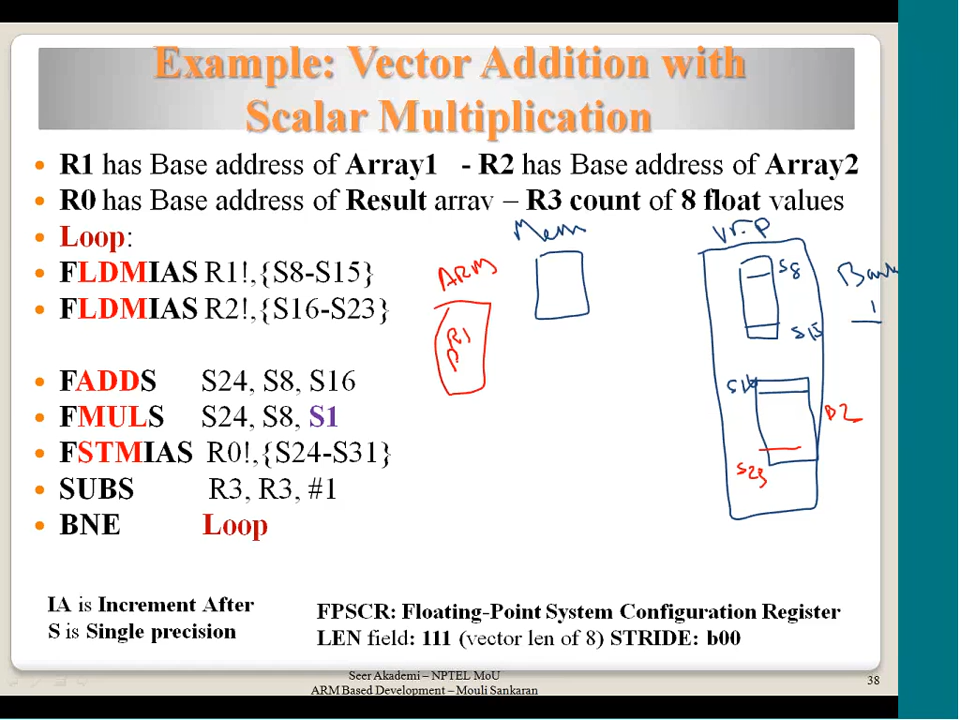 Example: Vector Addition with
Scalar Multiplication
R1 has Base address of Array1 - R2 has Base address of Array2
R0 has Base address of Result array – R3 count of 8 float values
Loop:
FLDMIAS R1!,{S8-S15}
FLDMIAS R2!,{S16-S23}
FADDS S24, S8, S16
FMULS S24, S8, S1
FSTMIAS R0!,{S24-S31}
SUBS R3, R3, #1
BNE Loop
Mem
ARM
R1
S8
S15
Bank
1
S16
B2
S23
IA is Increment After
S is Single precision
FPSCR: Floating-Point System Configuration Register
LEN field: 111 (vector len of 8) STRIDE: b00
Seer Akademi – NPTEL MoU
ARM Based Development – Mouli Sankaran
38